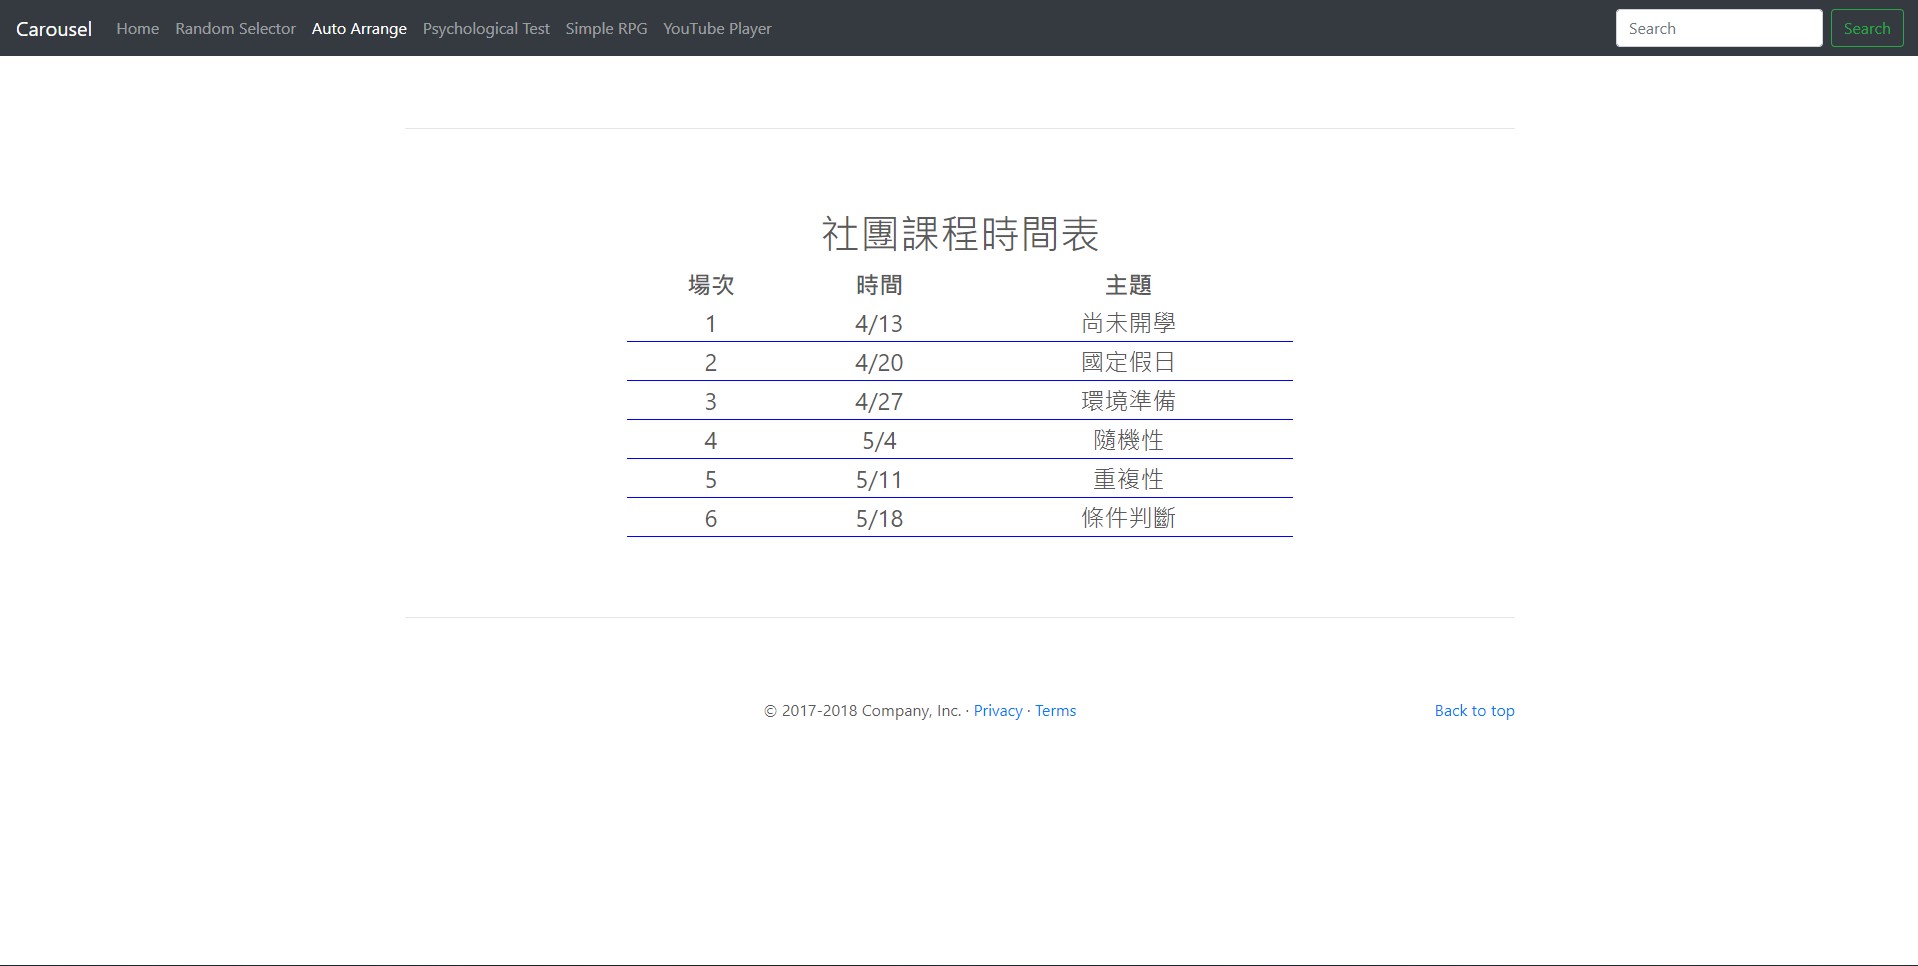 Carousel Home Random Selector Auto Arrange Psychological Test Simple RPG YouTube Player Search Search
社團課程時間表
場次 時間 主題
1 4/13 尚未開學
2 4/20 國定假日
3 4/27 環境準備
4 5/4 隨機性
5 5/11 重複性
6 5/18 條件判斷
© 2017-2018 Company, Inc. · Privacy · Terms Back to top